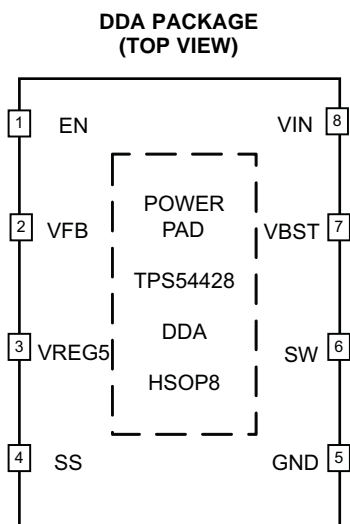 DDA PACKAGE
(TOP VIEW)
1 EN
VIN 8
POWER
PAD
2 VFB
VBST 7
TPS54428
DDA
3 VREG5
SW 6
HSOP8
4 SS
GND 5